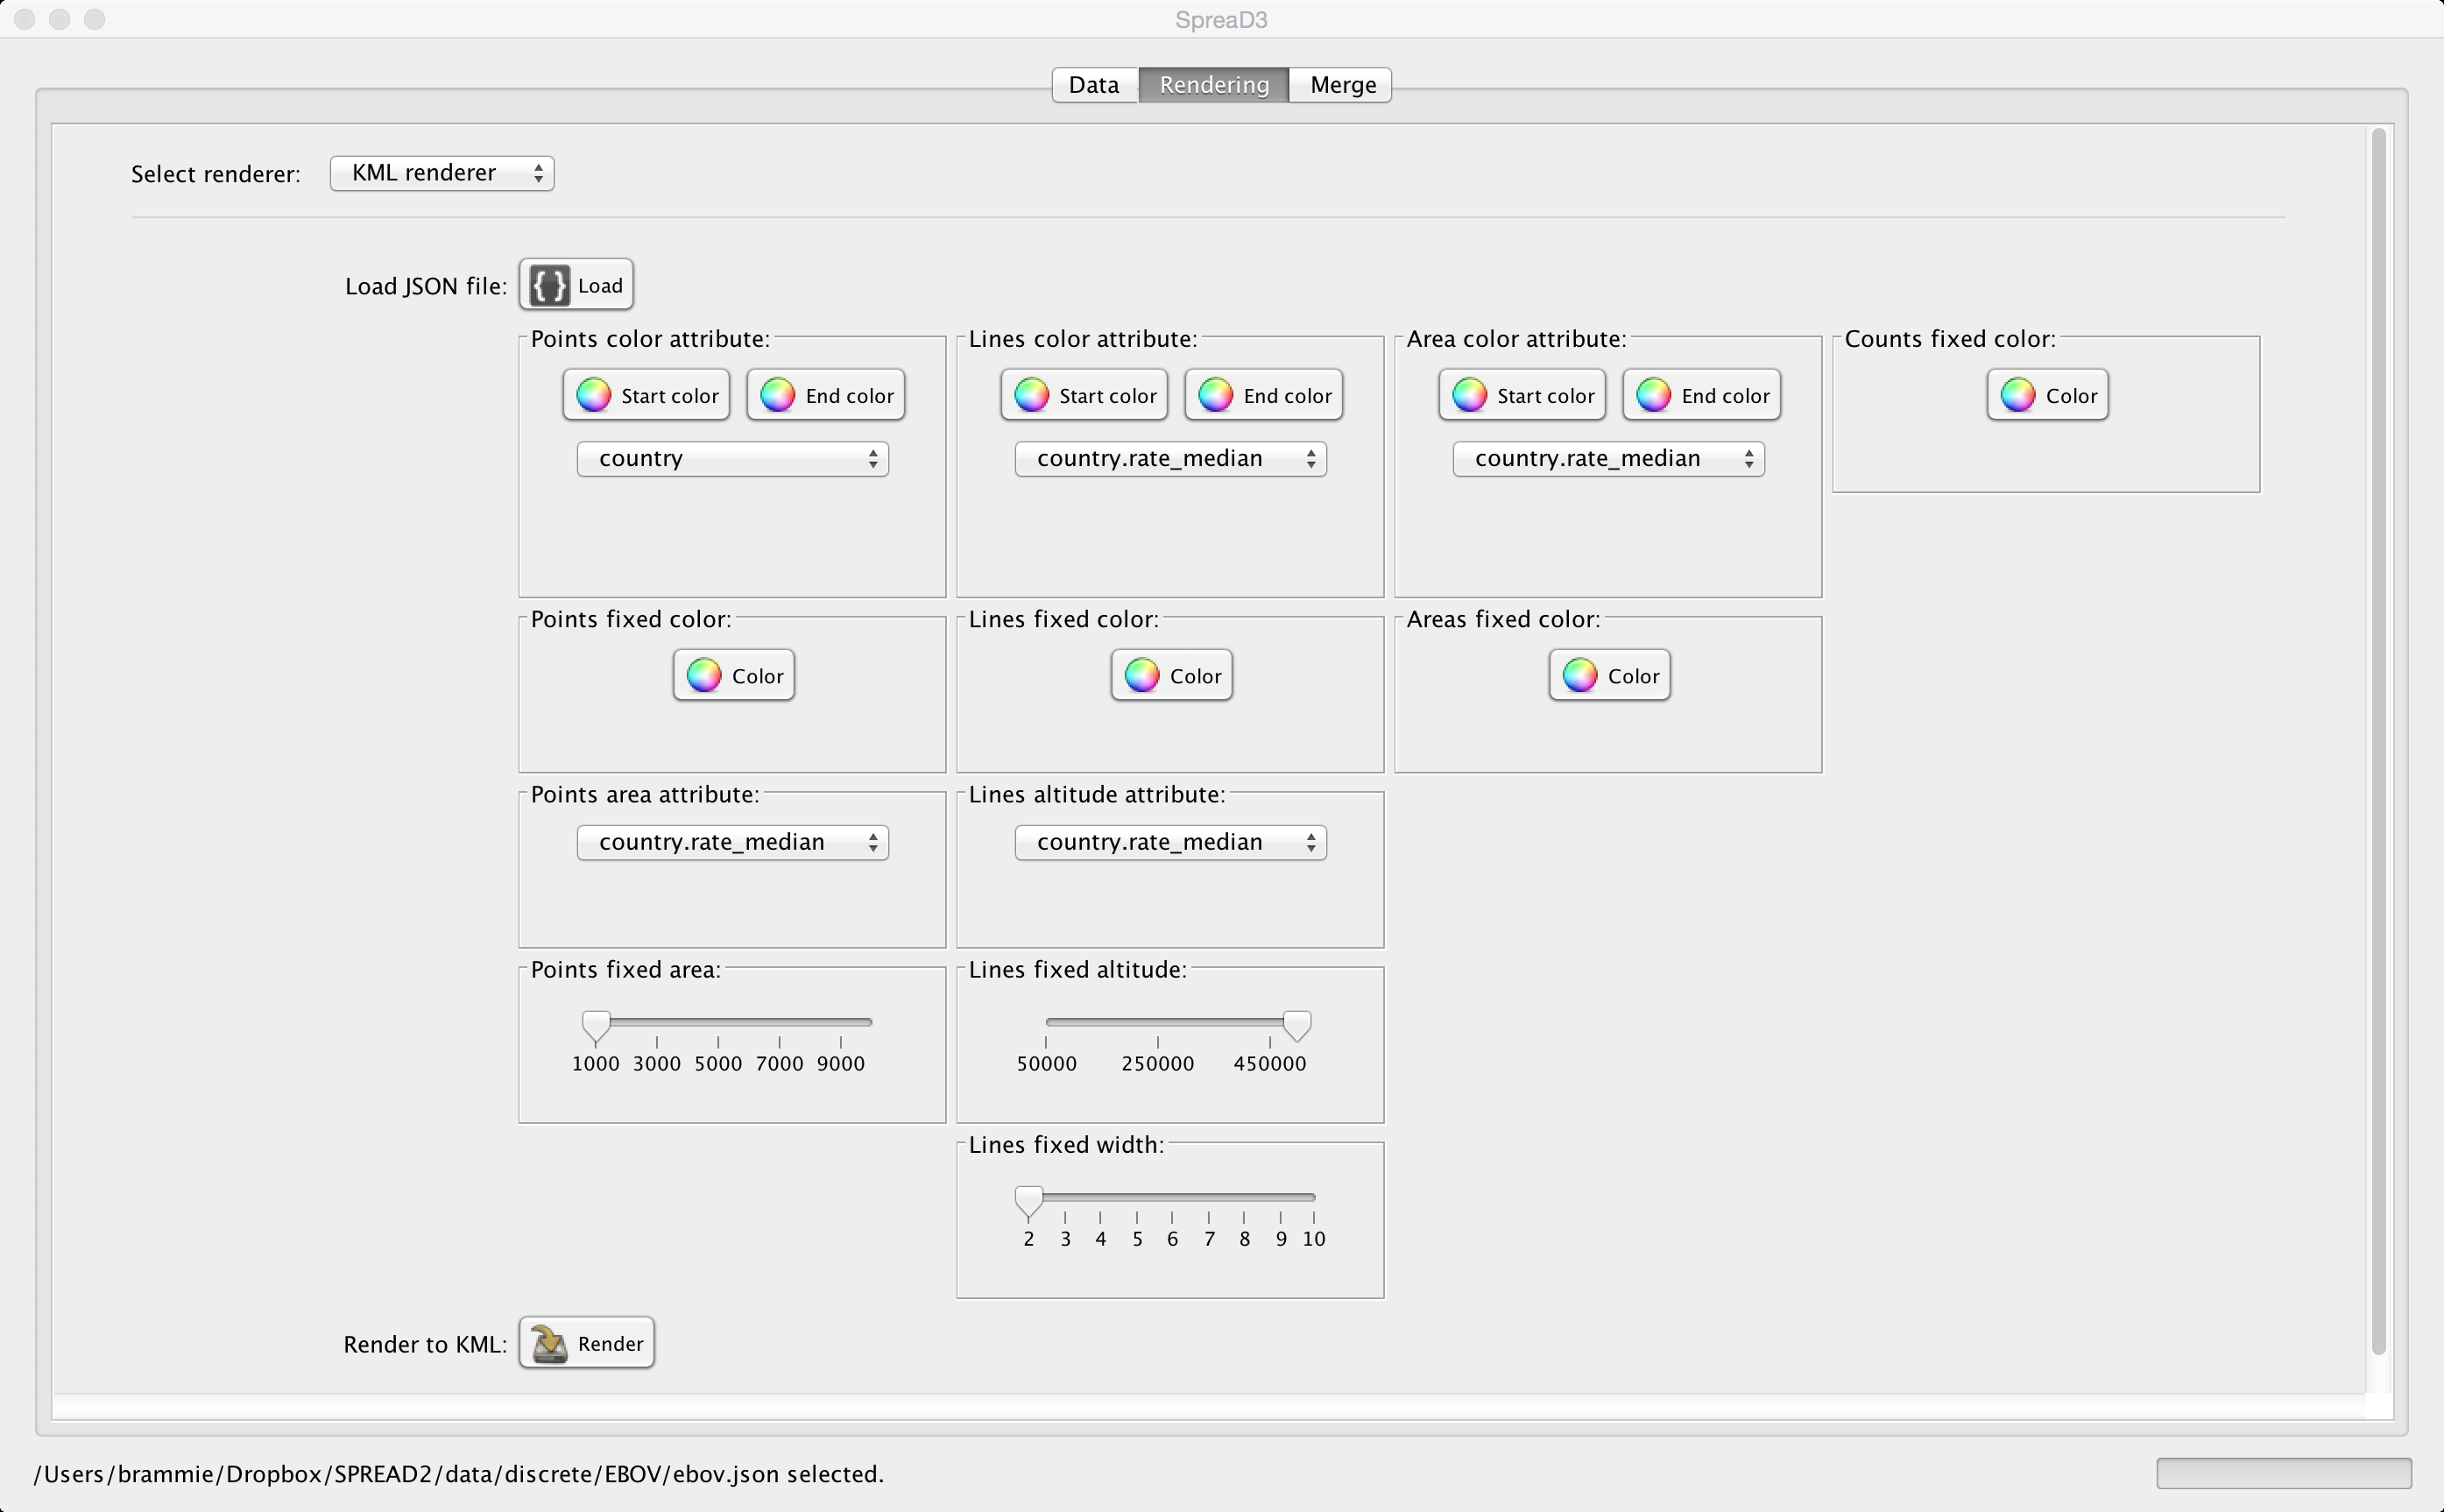 SpreaD3
Data Rendering Merge
Select renderer: KML renderer
Load JSON file: Load
Points color attribute: Lines color attribute: Area color attribute: Counts fixed color:
Start color End color Start color End color Start color End color Color
country country.rate_median country.rate_median
Points fixed color: Lines fixed color: Areas fixed color:
Color Color Color
Points area attribute: Lines altitude attribute:
country.rate_median country.rate_median
Points fixed area: Lines fixed altitude:
1000 3000 5000 7000 9000 50000 250000 450000
Lines fixed width:
2 3 4 5 6 7 8 9 10
Render to KML: Render
/Users/brammie/Dropbox/SPREAD2/data/discrete/EBOV/ebov.json selected.